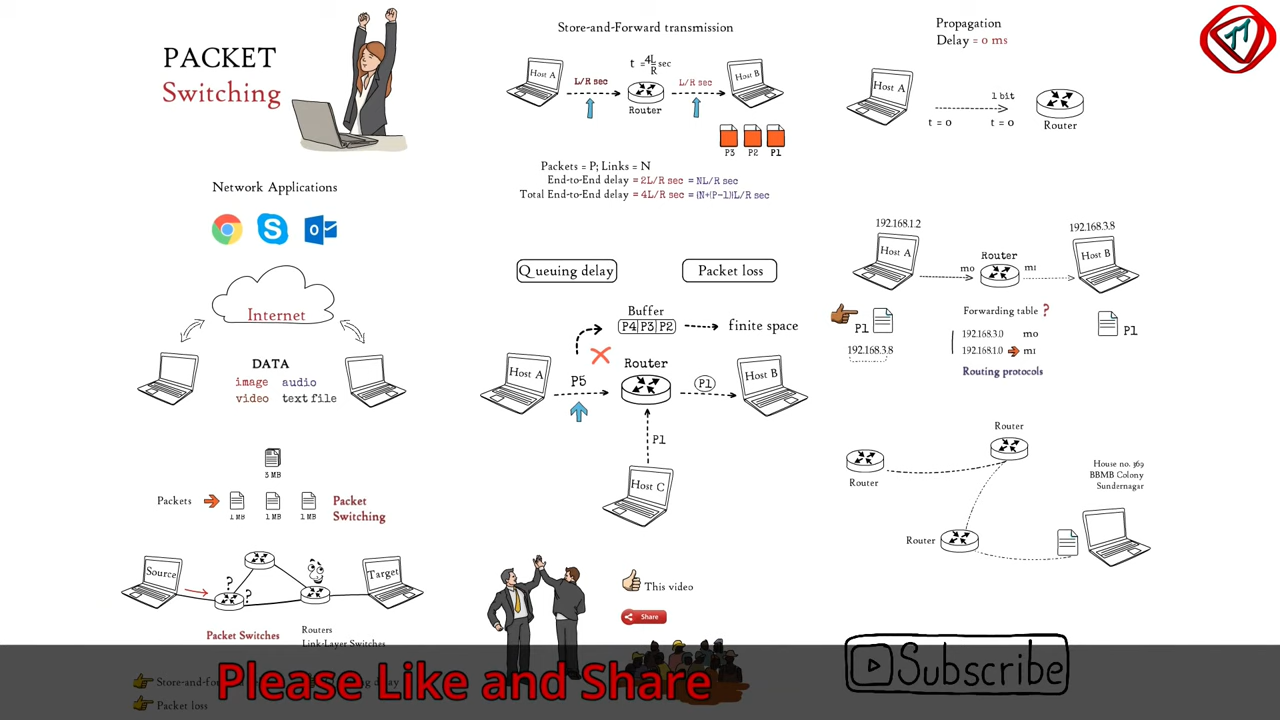 PACKET
Switching
Network Applications
Internet
DATA
image audio
video text file
3 MB
Packets
1 MB 1 MB 1 MB
Packet
Switching
Source
?
?
Target
Packet Switches
Routers
Link-Layer Switches
Packet loss
Store-and-Forward transmission
Host A
L/R sec
t = 4L/R sec
Router
L/R sec
Host B
P3 P2 P1
Packets = P; Links = N
End-to-End delay = 2L/R sec = NL/R sec
Total End-to-End delay = 4L/R sec = (N+(P-1))L/R sec
Queuing delay
Packet loss
Buffer
P4 P3 P2
finite space
Host A
P5
Router
P1
Host B
P1
Host C
This video
Share
Propagation
Delay = 0 ms
Host A
1 bit
t = 0 t = 0
Router
192.168.1.2
192.168.3.8
Host A
m0
Router
m1
Host B
P1
192.168.3.8
Forwarding table ?
192.168.3.0 m0
192.168.1.0 m1
Routing protocols
P1
Router
Router
Router
House no. 369
BBMB Colony
Sundernagar
Subscribe
Please Like and Share